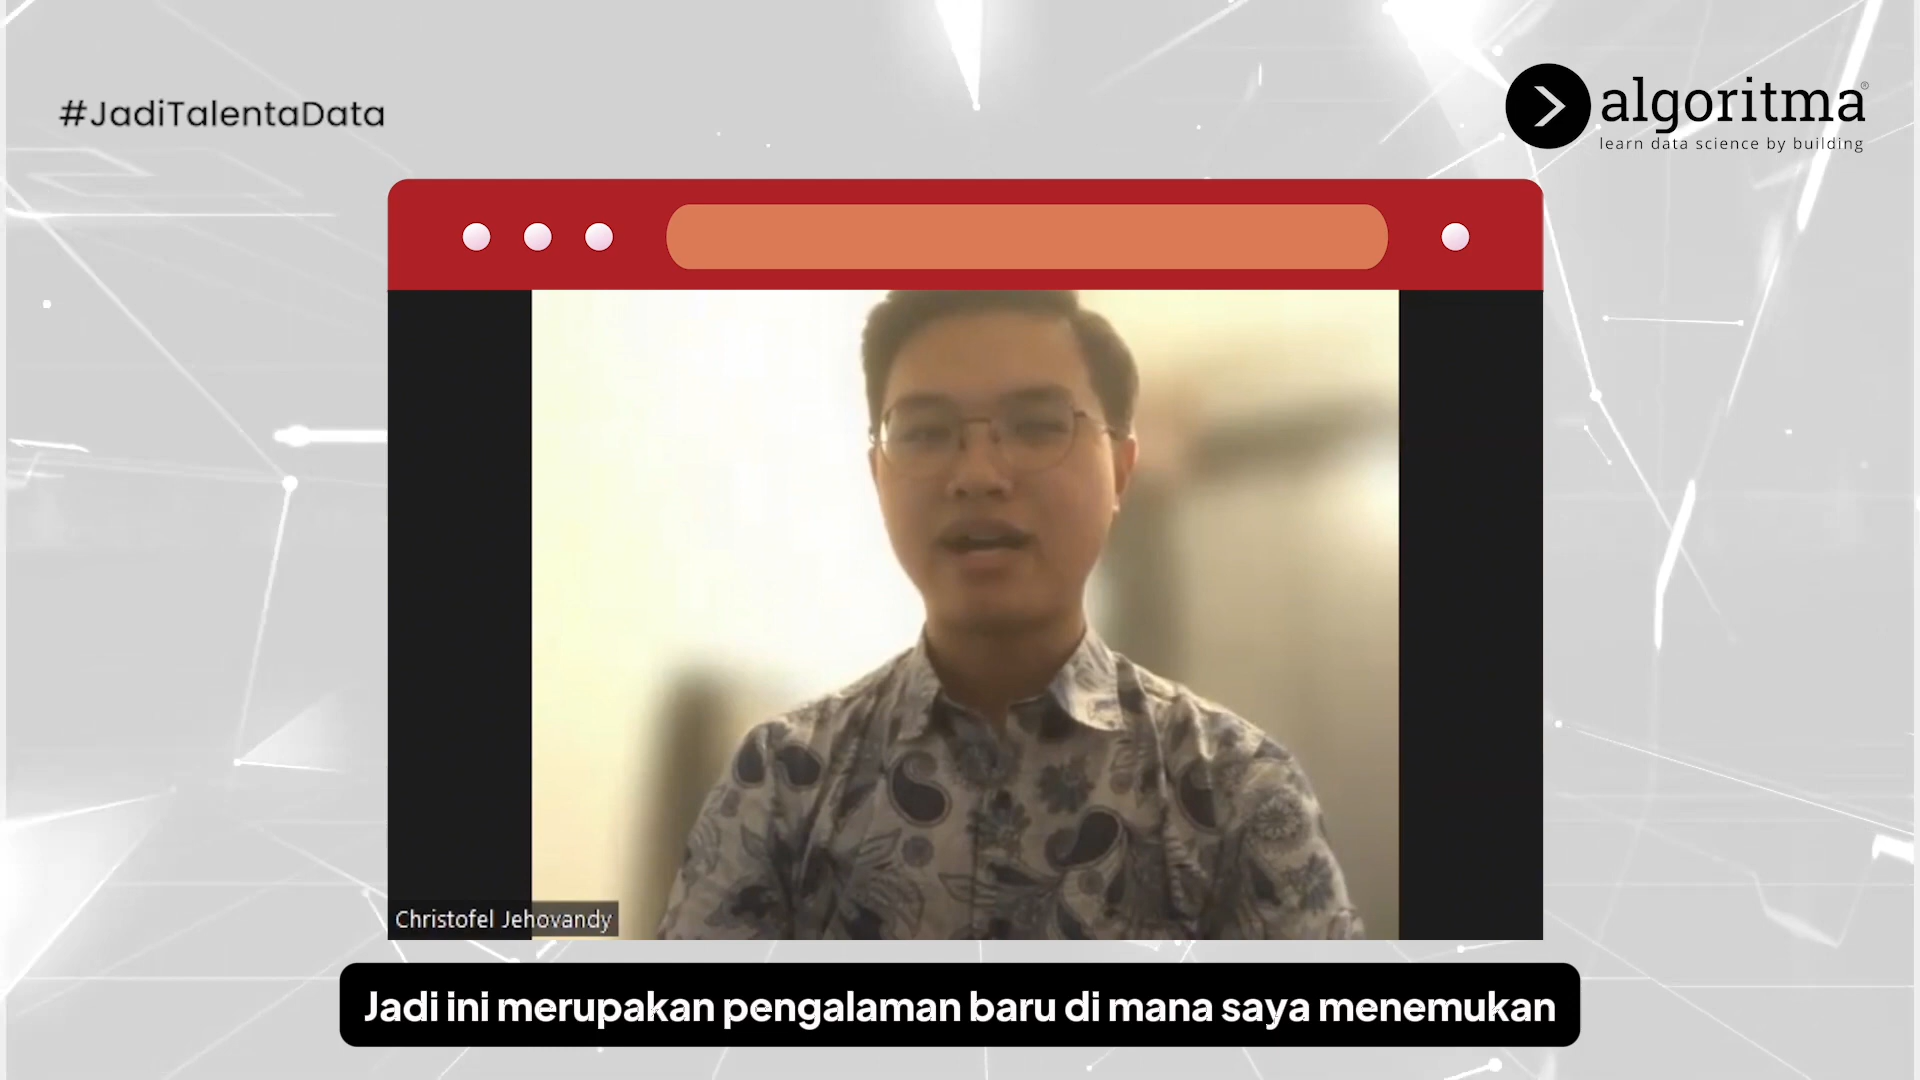 #JadiTalentaData
algoritma®
learn data science by building
Christofel Jehovandy
Jadi ini merupakan pengalaman baru di mana saya menemukan